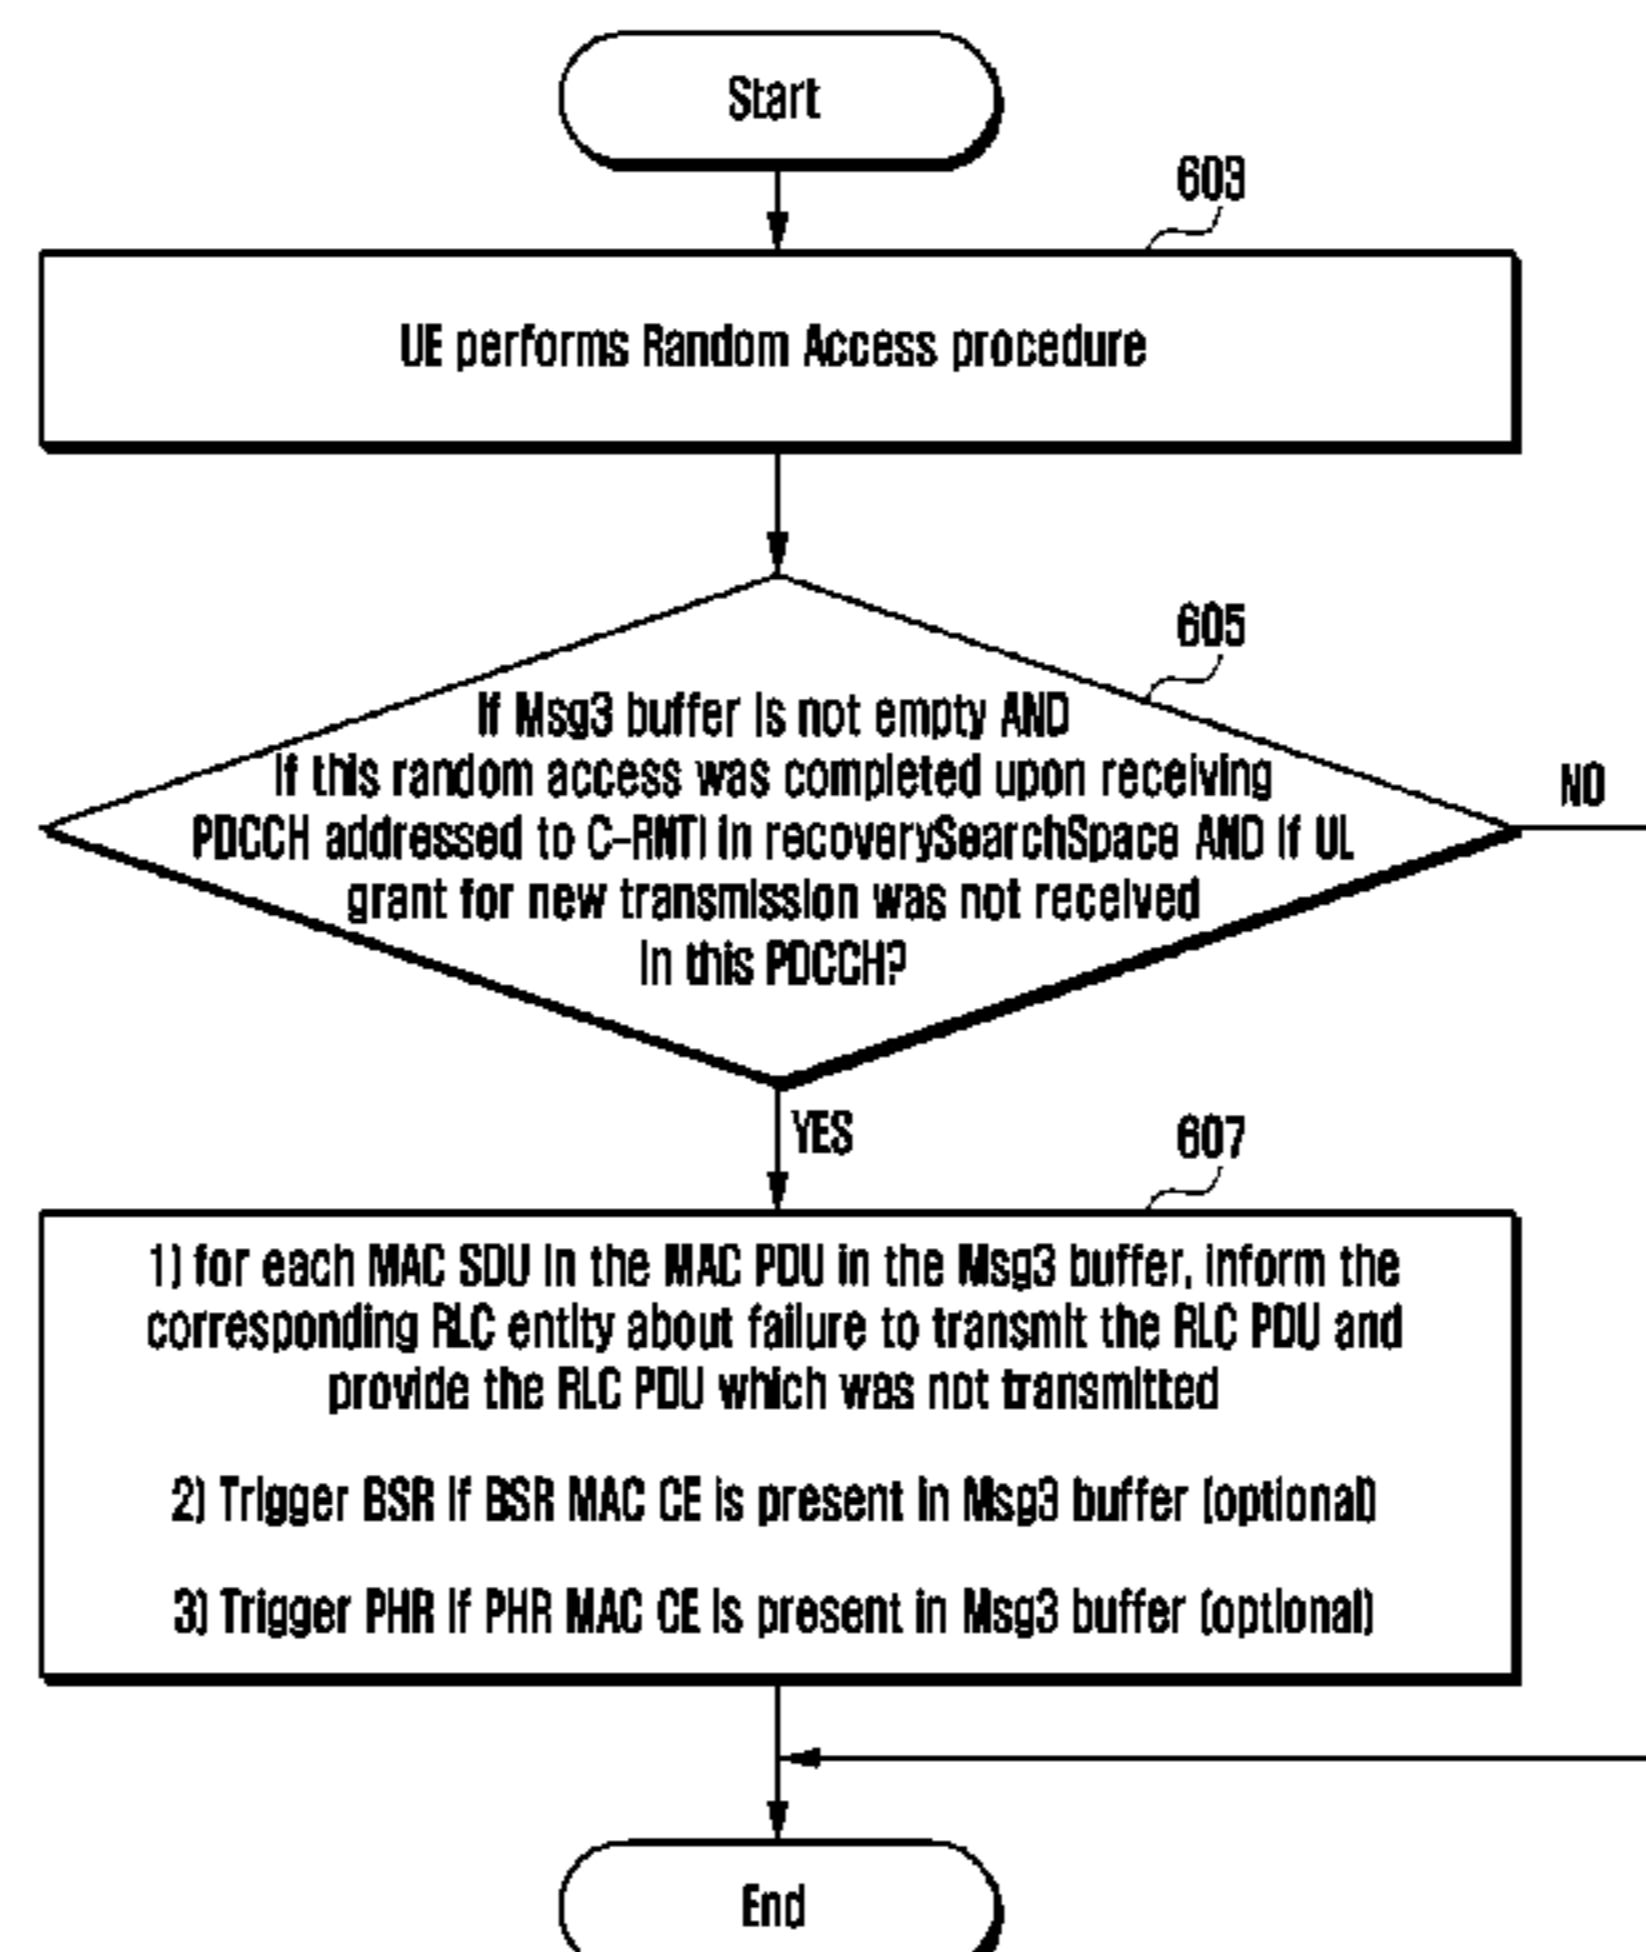 Start
603
UE performs Random Access procedure
605
If Msg3 buffer is not empty AND
If this random access was completed upon receiving
NO
PDCCH addressed to C-RNTI in recoverySearchSpace AND if UL
grant for new transmission was not received
In this PDCCH?
YES
607
1) for each MAC SDU in the MAC PDU in the Msg3 buffer, inform the
corresponding RLC entity about failure to transmit the RLC PDU and
provide the RLC PDU which was not transmitted
2) Trigger BSR if BSR MAC CE is present in Msg3 buffer (optional)
3) Trigger PHR if PHR MAC CE is present in Msg3 buffer (optional)
End